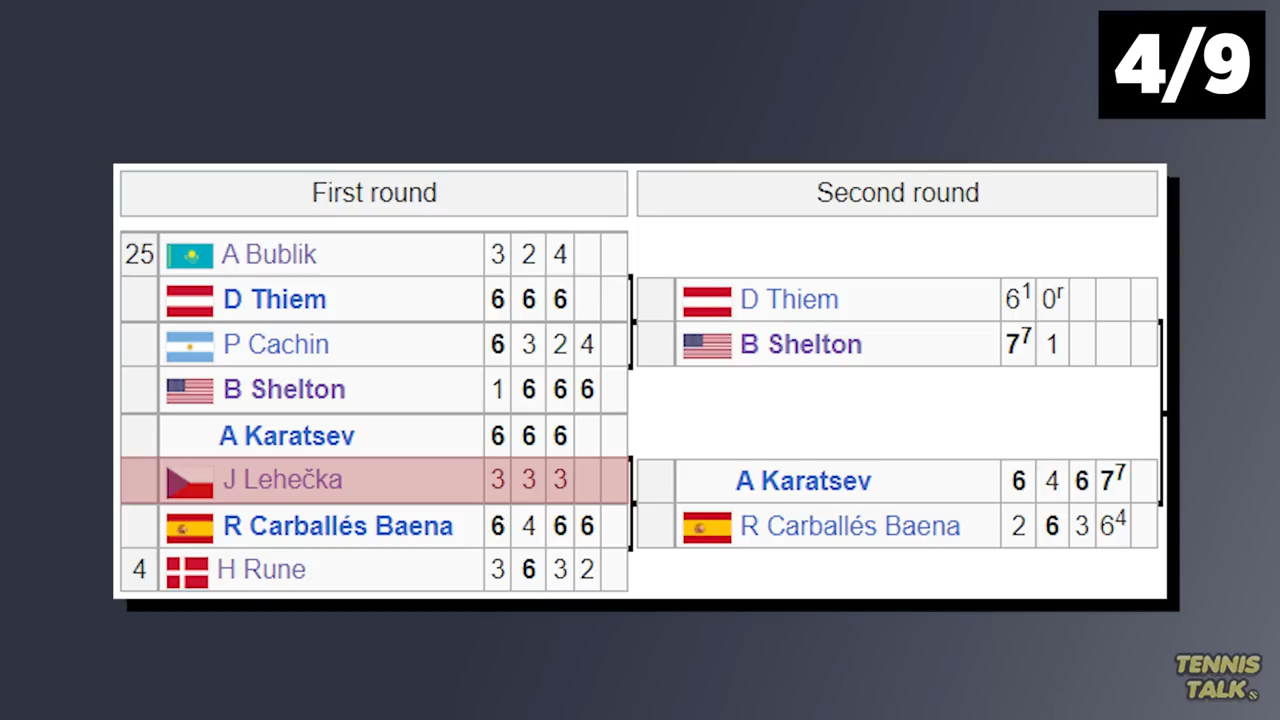 4/9
First round Second round
25 A Bublik 3 2 4
D Thiem 6 6 6
D Thiem 6¹ 0ʳ
P Cachin 6 3 2 4
B Shelton 7⁷ 1
B Shelton 1 6 6 6
A Karatsev 6 6 6
J Lehečka 3 3 3
A Karatsev 6 4 6 7⁷
R Carballés Baena 6 4 6 6
R Carballés Baena 2 6 3 6⁴
4 H Rune 3 6 3 2
TENNIS
TALK